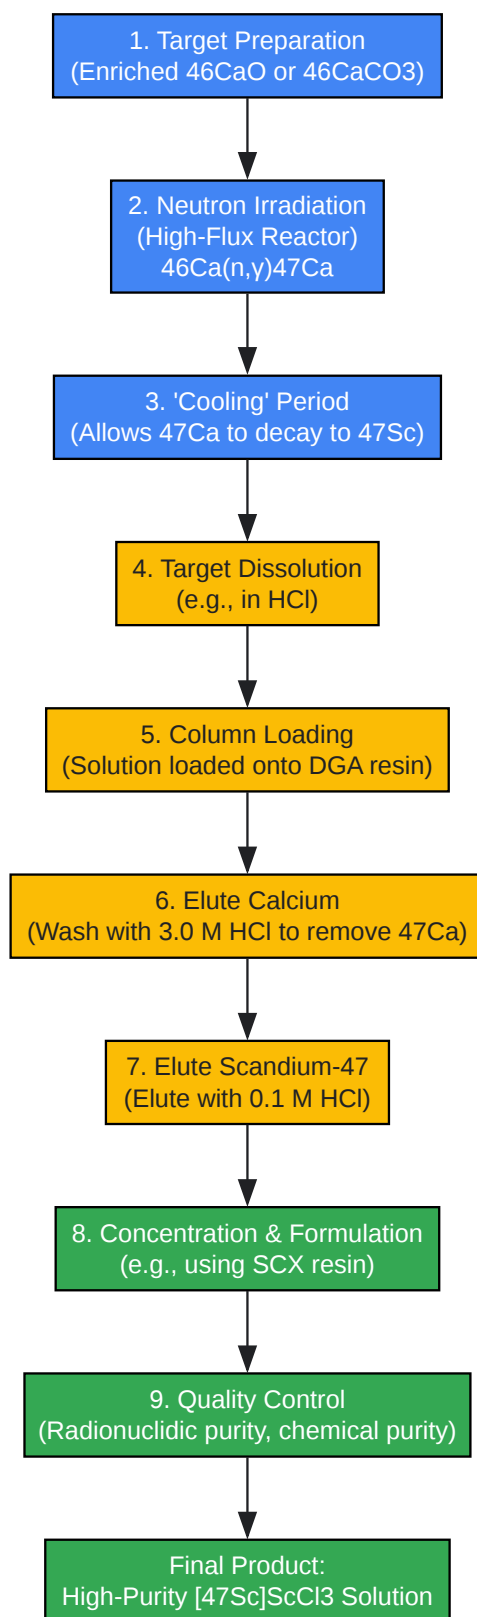 1. Target Preparation
(Enriched 46CaO or 46CaCO3)
2. Neutron Irradiation
(High-Flux Reactor)
46Ca(n,γ)47Ca
3. 'Cooling' Period
(Allows 47Ca to decay to 47Sc)
4. Target Dissolution
(e.g., in HCl)
5. Column Loading
(Solution loaded onto DGA resin)
6. Elute Calcium
(Wash with 3.0 M HCl to remove 47Ca)
7. Elute Scandium-47
(Elute with 0.1 M HCl)
8. Concentration & Formulation
(e.g., using SCX resin)
9. Quality Control
(Radionuclidic purity, chemical purity)
Final Product:
High-Purity [47Sc]ScCl3 Solution